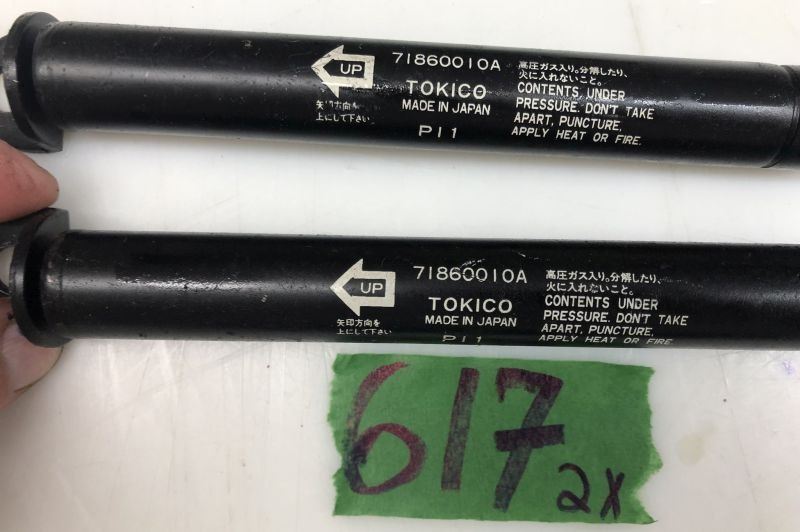 UP
矢印方向を
上にして下さい
71860010A
TOKICO
MADE IN JAPAN
P11
高圧ガス入り。分解したり、
火に入れないこと。
CONTENTS UNDER
PRESSURE. DON'T TAKE
APART, PUNCTURE,
APPLY HEAT OR FIRE.
UP
矢印方向を
上にして下さい
71860010A
TOKICO
MADE IN JAPAN
P11
高圧ガス入り。分解したり、
火に入れないこと。
CONTENTS UNDER
PRESSURE. DON'T TAKE
APART, PUNCTURE,
APPLY HEAT OR FIRE.
617
2X